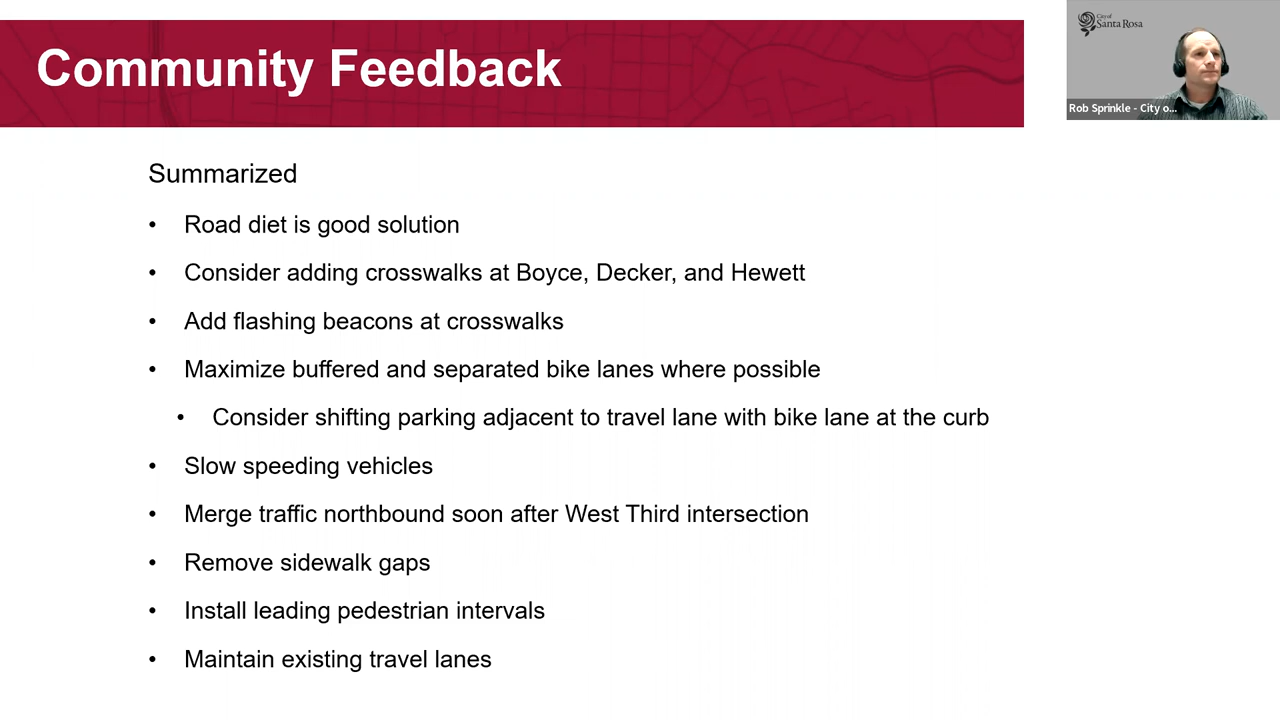 Community Feedback
City of
Santa Rosa
Rob Sprinkle - City o...
Summarized
• Road diet is good solution
• Consider adding crosswalks at Boyce, Decker, and Hewett
• Add flashing beacons at crosswalks
• Maximize buffered and separated bike lanes where possible
• Consider shifting parking adjacent to travel lane with bike lane at the curb
• Slow speeding vehicles
• Merge traffic northbound soon after West Third intersection
• Remove sidewalk gaps
• Install leading pedestrian intervals
• Maintain existing travel lanes